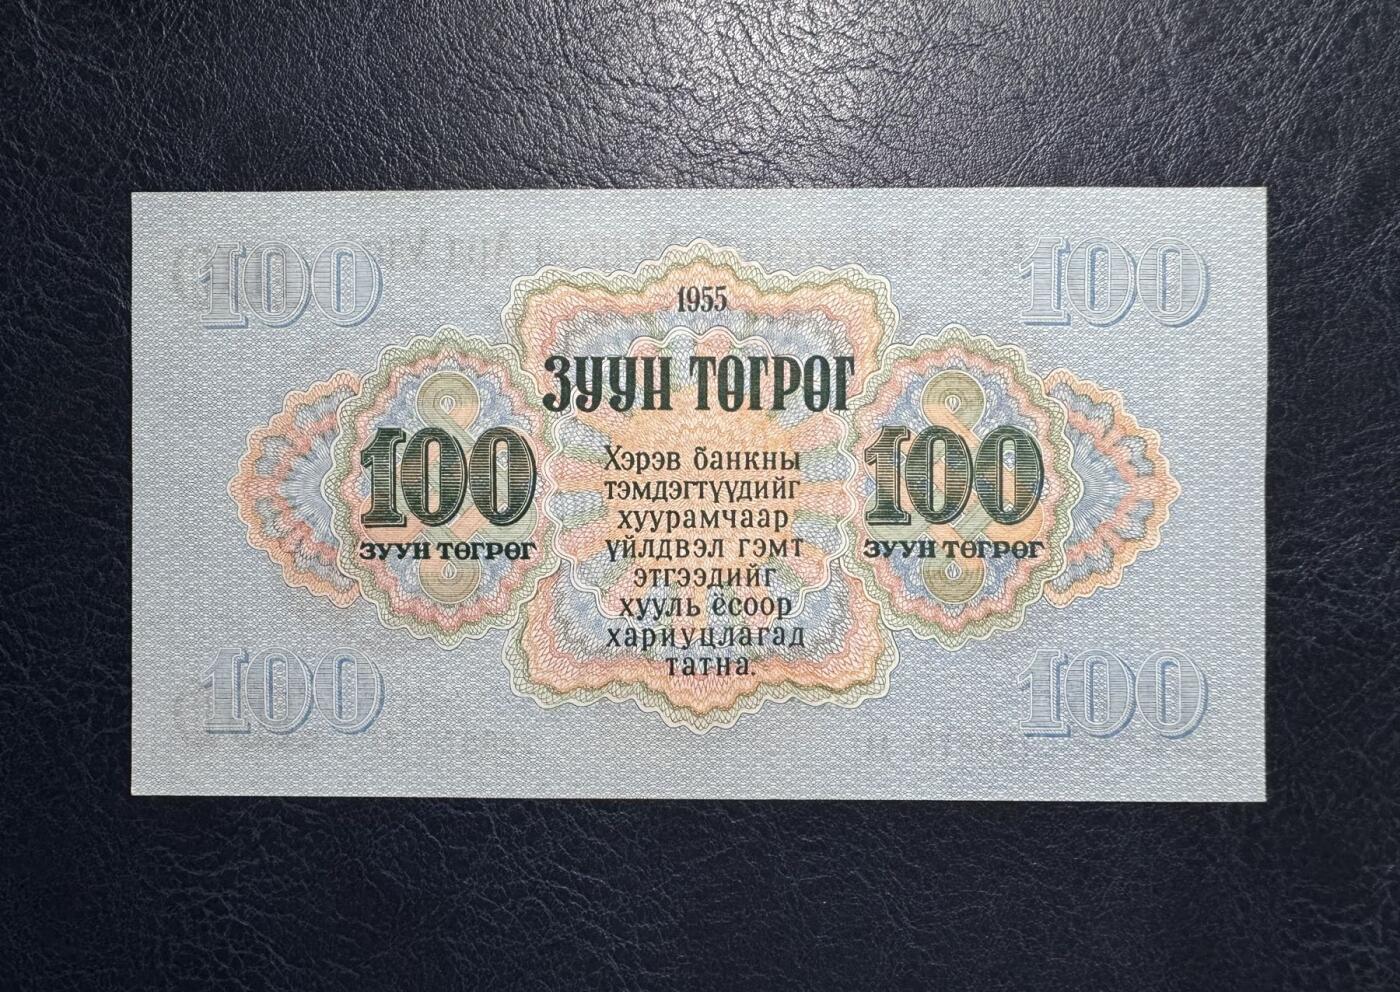 100 100
1955
ЗУУН ТӨГРӨГ
100 100
ЗУУН ТӨГРӨГ ЗУУН ТӨГРӨГ
Хэрэв банкны
тэмдэгтүүдийг
хуурамчаар
үйлдвэл гэмт
этгээдийг
хууль ёсоор
хариуцлагад
татна.
100 100